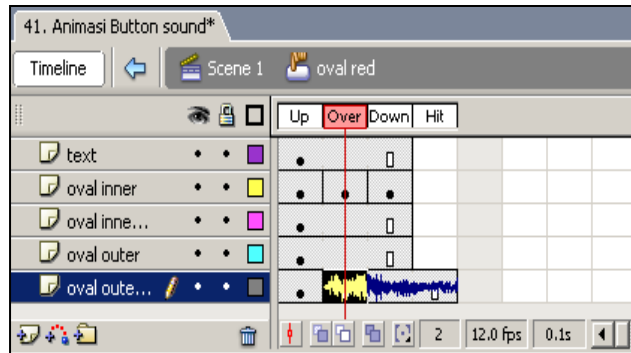 41. Animasi Button sound*
Timeline Scene 1 oval red
Up Over Down Hit
text
oval inner
oval inne...
oval outer
oval oute...
2 12.0 fps 0.1s